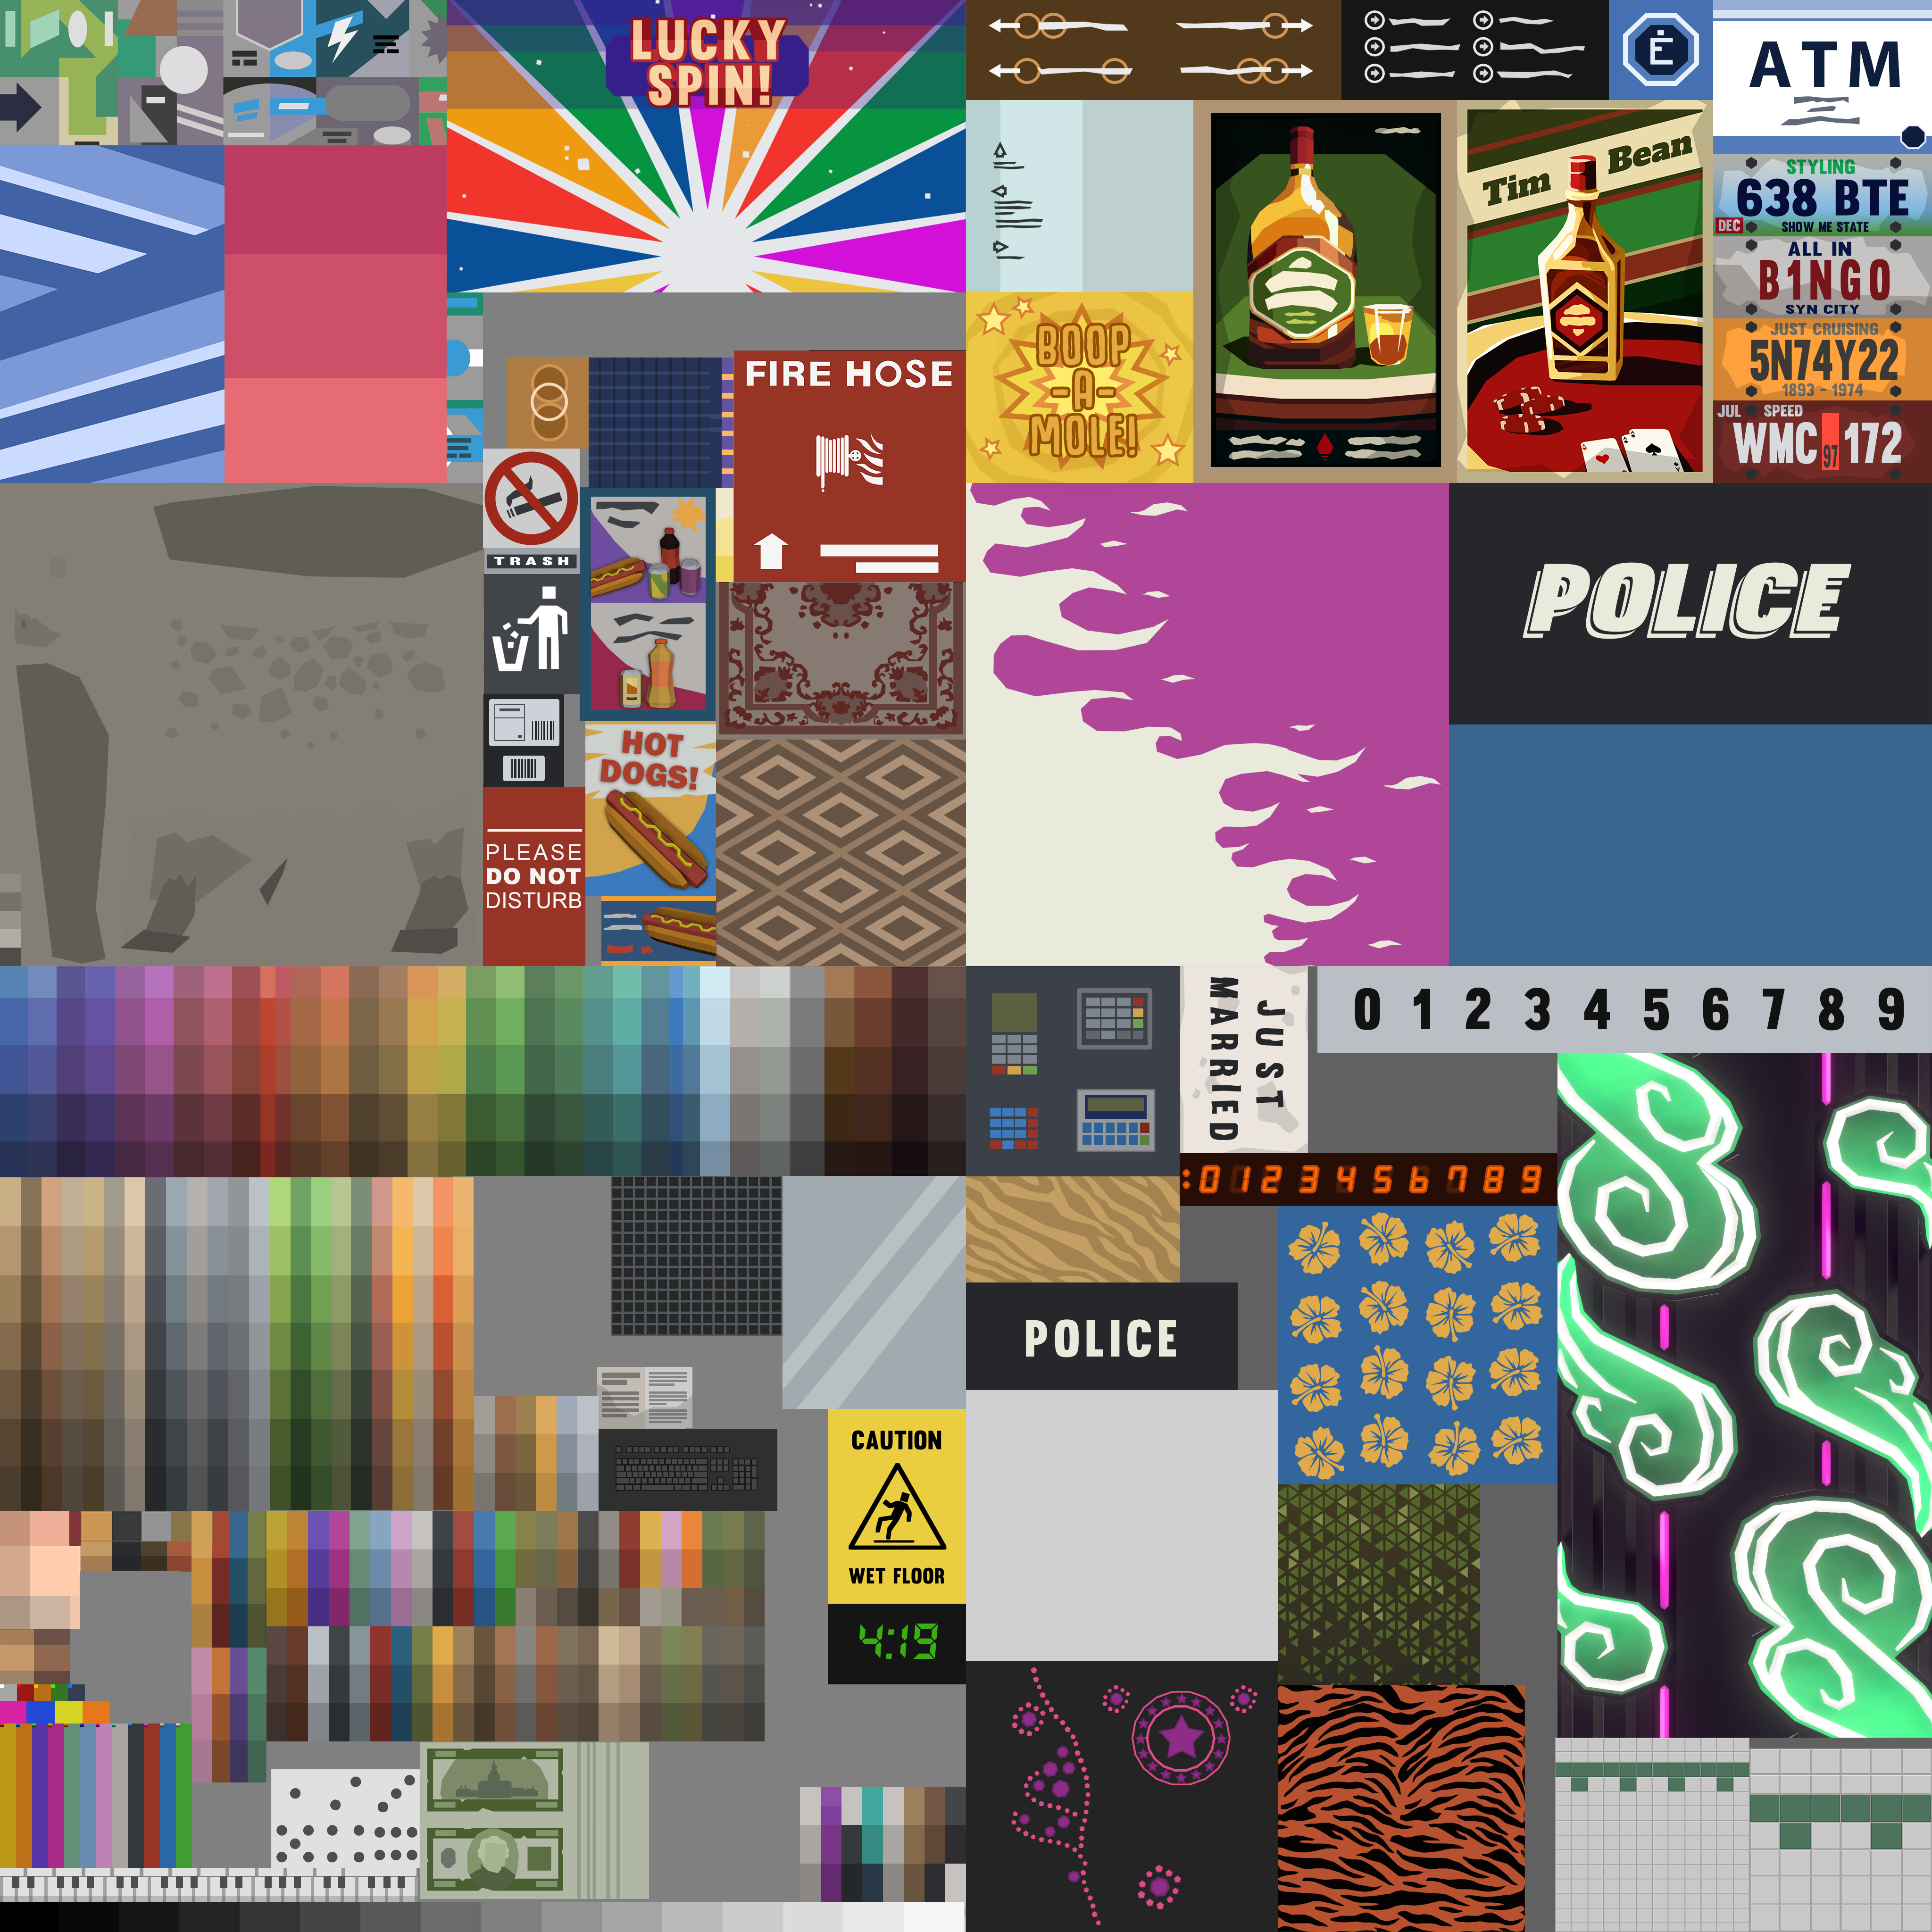 LUCKY
SPIN!
Ė
ATM
STYLING
638 BTE
DEC
SHOW ME STATE
ALL IN
B1NGO
SYN CITY
JUST CRUISING
5N74Y22
1893 - 1974
JUL SPEED
WMC 97 172
Tim Bean
BOOP
-A-
MOLE!
FIRE HOSE
TRASH
HOT
DOGS!
PLEASE
DO NOT
DISTURB
POLICE
JUST
MARRIED
0 1 2 3 4 5 6 7 8 9
:0 1 2 3 4 5 6 7 8 9
POLICE
CAUTION
WET FLOOR
4:19